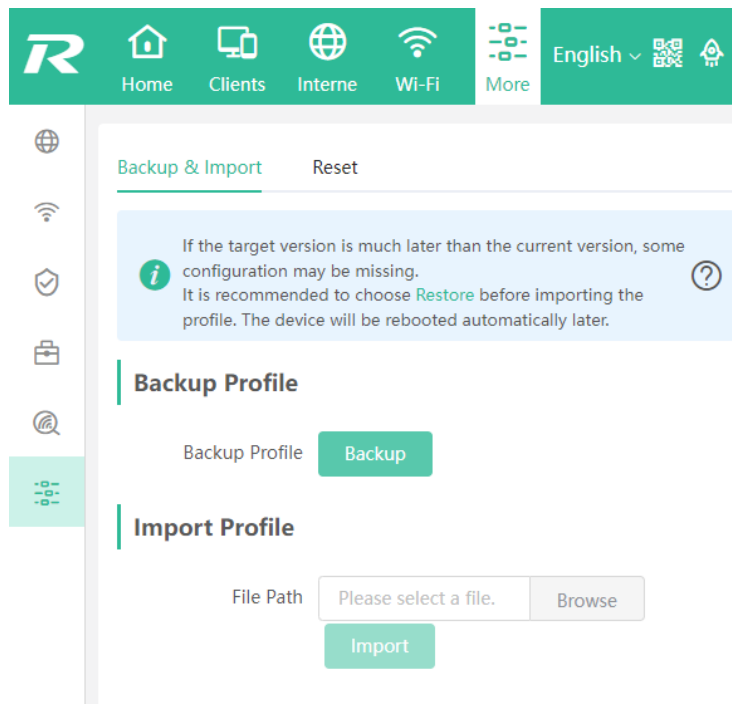 R
Home
Clients
Interne
Wi-Fi
More
English
Backup & Import
Reset
If the target version is much later than the current version, some
configuration may be missing.
It is recommended to choose Restore before importing the
profile. The device will be rebooted automatically later.
Backup Profile
Backup Profile
Backup
Import Profile
File Path
Please select a file.
Browse
Import